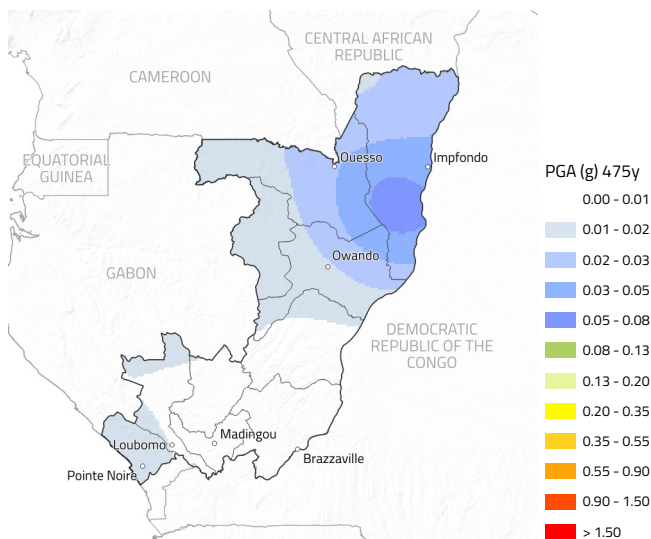 CENTRAL AFRICAN
REPUBLIC
CAMEROON
EQUATORIAL
GUINEA
Ouesso
Impfondo
GABON
Owando
DEMOCRATIC
REPUBLIC OF THE
CONGO
Loubomo
Madingou
Pointe Noire
Brazzaville
PGA (g) 475y
0.00 - 0.01
0.01 - 0.02
0.02 - 0.03
0.03 - 0.05
0.05 - 0.08
0.08 - 0.13
0.13 - 0.20
0.20 - 0.35
0.35 - 0.55
0.55 - 0.90
0.90 - 1.50
> 1.50